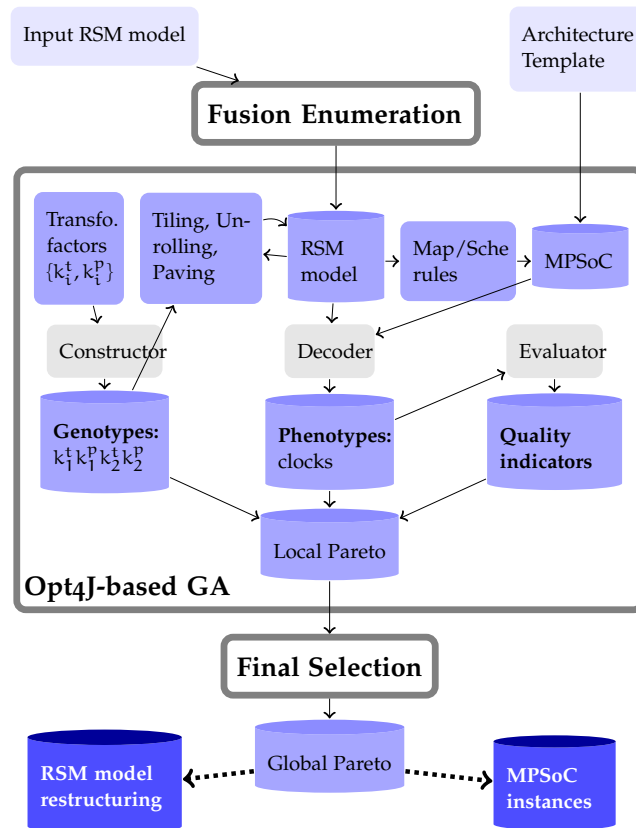 Input RSM model
Architecture
Template
Fusion Enumeration
Transfo.
factors
{k_i^t, k_i^p}
Tiling, Un-
rolling,
Paving
RSM
model
Map/Sche
rules
MPSoC
Constructor
Decoder
Evaluator
Genotypes:
k_1^t k_1^p k_2^t k_2^p
Phenotypes:
clocks
Quality
indicators
Local Pareto
Opt4J-based GA
Final Selection
Global Pareto
RSM model
restructuring
MPSoC
instances